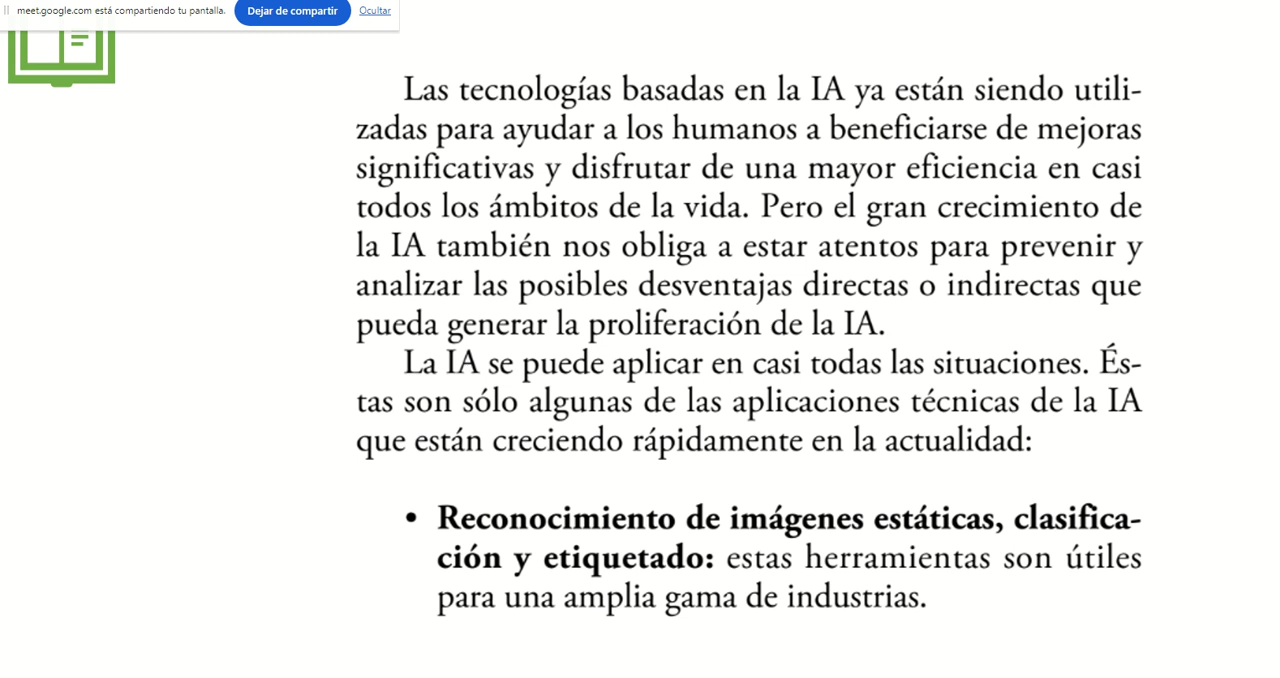 meet.google.com está compartiendo tu pantalla.
Dejar de compartir
Ocultar
Las tecnologías basadas en la IA ya están siendo utili-
zadas para ayudar a los humanos a beneficiarse de mejoras
significativas y disfrutar de una mayor eficiencia en casi
todos los ámbitos de la vida. Pero el gran crecimiento de
la IA también nos obliga a estar atentos para prevenir y
analizar las posibles desventajas directas o indirectas que
pueda generar la proliferación de la IA.
La IA se puede aplicar en casi todas las situaciones. És-
tas son sólo algunas de las aplicaciones técnicas de la IA
que están creciendo rápidamente en la actualidad:
• Reconocimiento de imágenes estáticas, clasifica-
ción y etiquetado: estas herramientas son útiles
para una amplia gama de industrias.